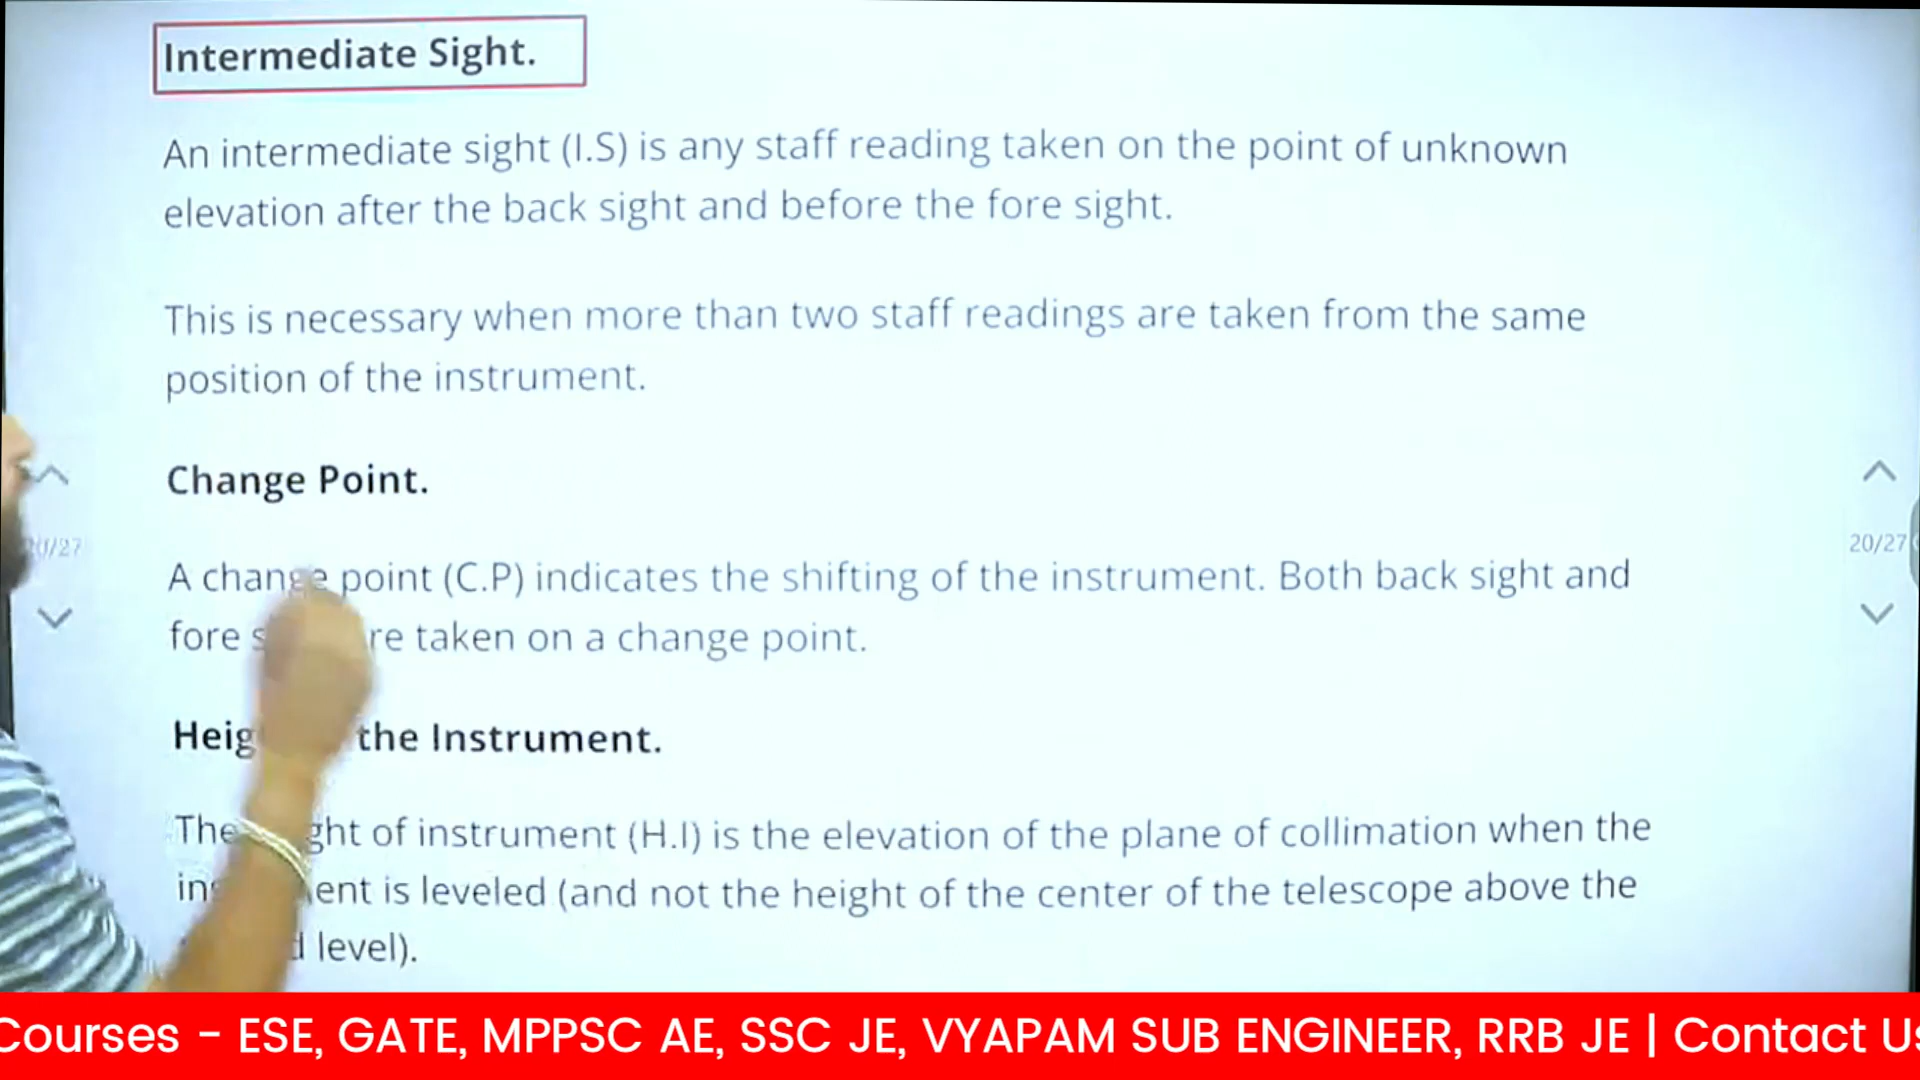 Intermediate Sight.
An intermediate sight (I.S) is any staff reading taken on the point of unknown
elevation after the back sight and before the fore sight.
This is necessary when more than two staff readings are taken from the same
position of the instrument.
Change Point.
A change point (C.P) indicates the shifting of the instrument. Both back sight and
fore taken on a change point.
the Instrument.
of instrument (H.I) is the elevation of the plane of collimation when the
is leveled (and not the height of the center of the telescope above the
level).
20/27
Courses - ESE, GATE, MPPSC AE, SSC JE, VYAPAM SUB ENGINEER, RRB JE | Contact Us